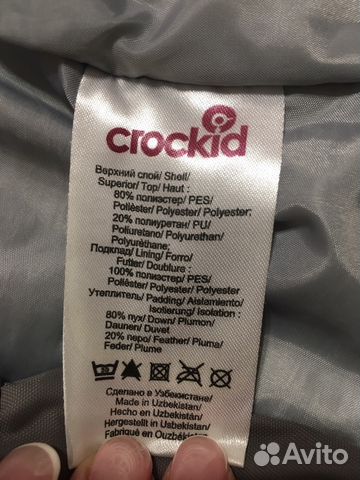 crockid
Верхний слой/ Shell/
Superior/ Top/ Haut :
80% полиэстер/ PES/
Poliéster/ Polyester/ Polyester;
20% полиуретан/ PU/
Poliuretano/ Polyurethan/
Polyuréthane;
Подклад/ Lining/ Forro/
Futter/ Doublure :
100% полиэстер/ PES/
Poliéster/ Polyester/ Polyester
Утеплитель/ Padding/ Aislamiento/
Isolierung/ Isolation :
80% пух/ Down/ Plumon/
Daunen/ Duvet
20% перо/ Feather/ Pluma/
Feder/ Plume
Сделано в Узбекистане/
Made in Uzbekistan/
Hecho en Uzbekistan/
Hergestellt in Usbekistan/
Fabriqué en Ouzbékistan/
Avito